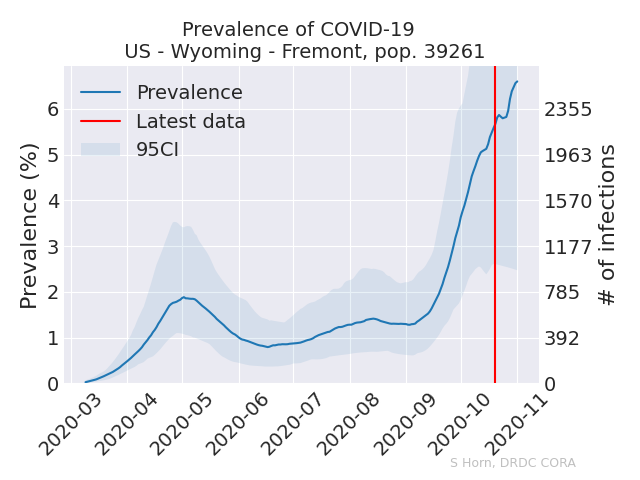 Prevalence of COVID-19
US - Wyoming - Fremont, pop. 39261
Prevalence
Latest data
95CI
Prevalence (%)
6
5
4
3
2
1
0
2355
1963
1570
1177
785
392
0
# of infections
2020-03
2020-04
2020-05
2020-06
2020-07
2020-08
2020-09
2020-10
2020-11
S Horn, DRDC CORA